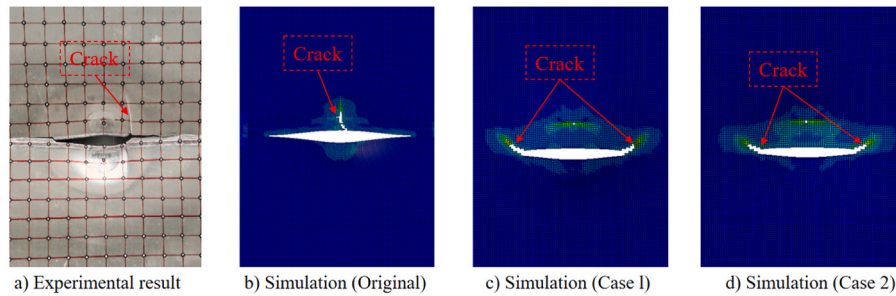 Crack
Crack
Crack
Crack
a) Experimental result
b) Simulation (Original)
c) Simulation (Case l)
d) Simulation (Case 2)